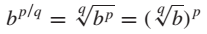 $b^{p/q} = \sqrt[q]{b^p} = (\sqrt[q]{b})^p$